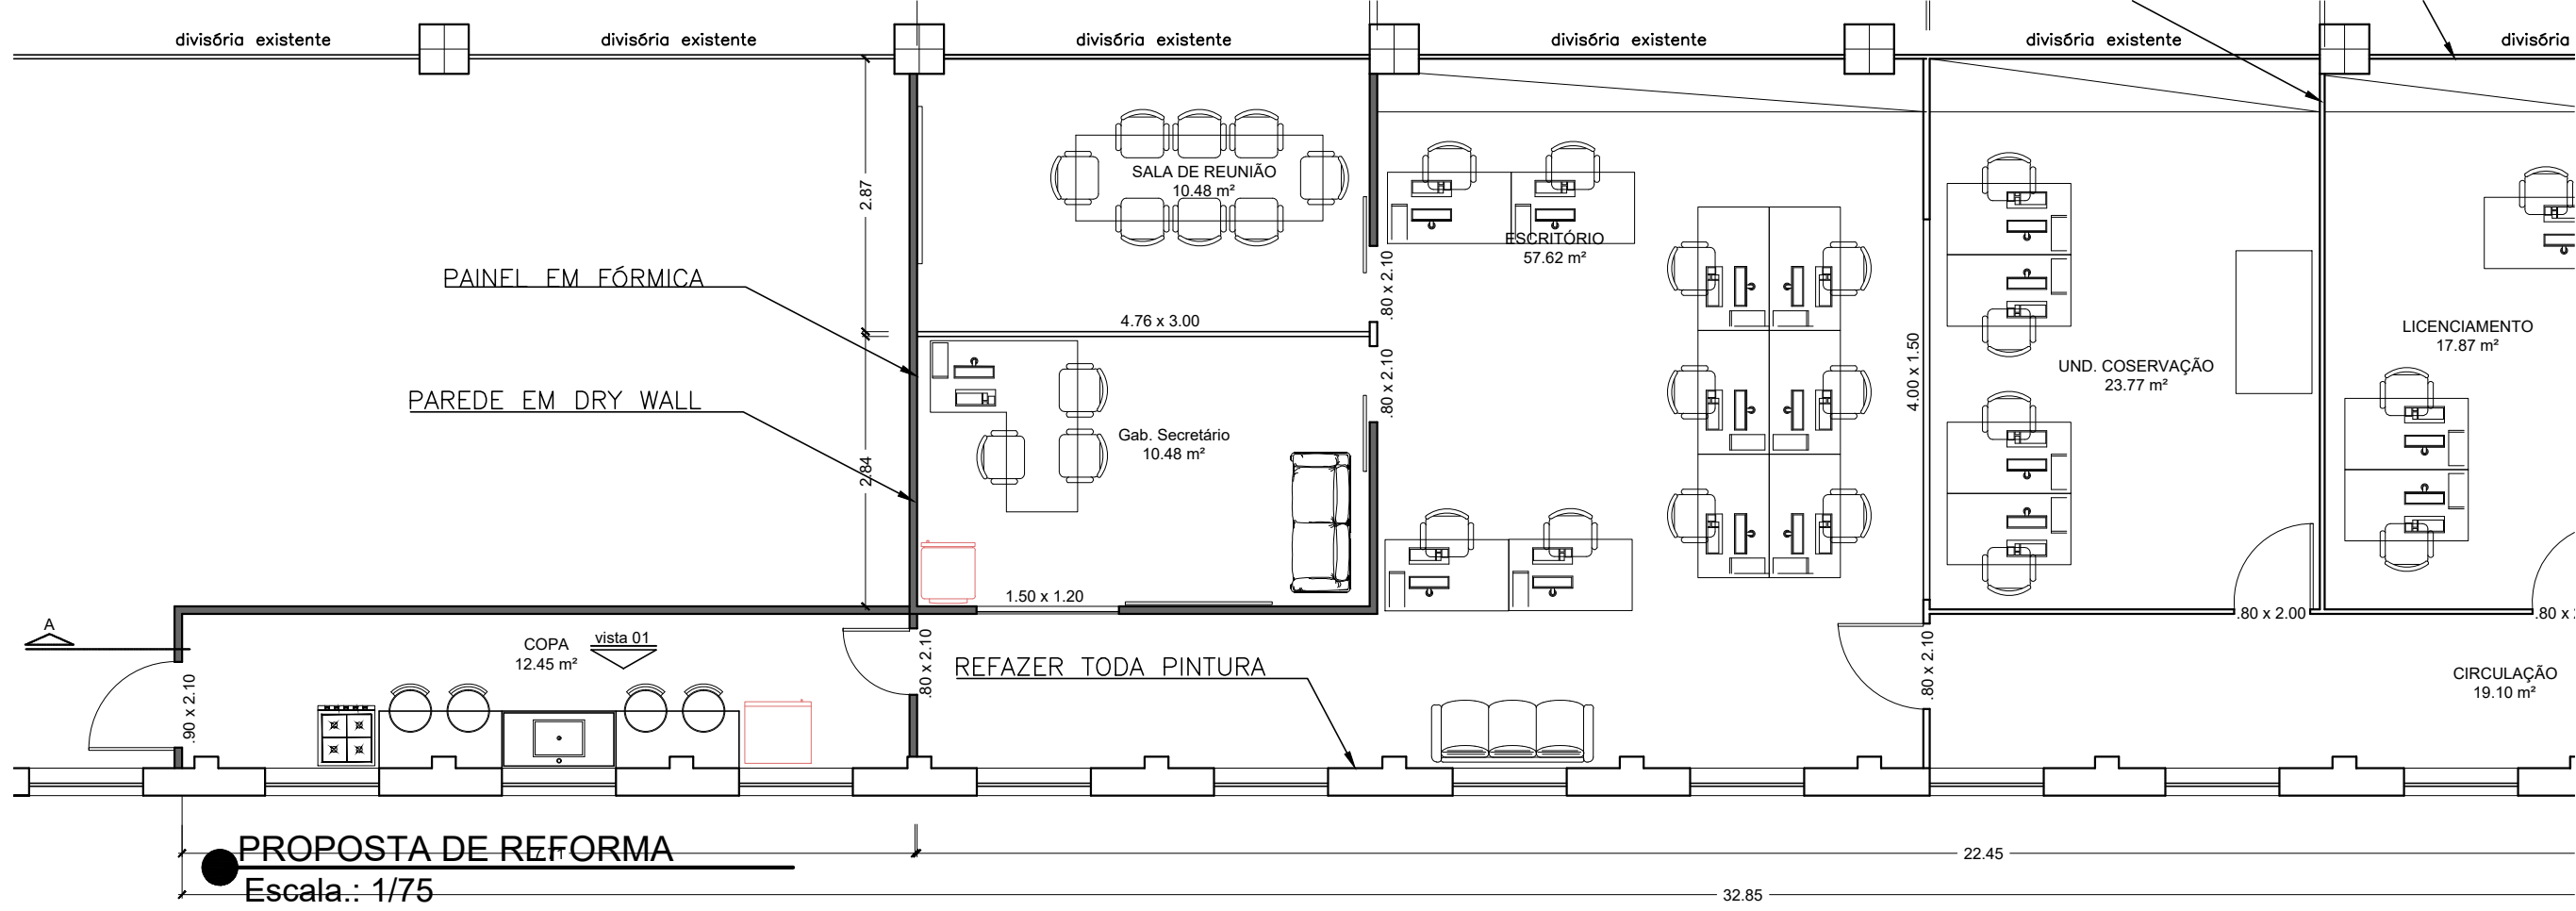 divisória existente
divisória existente
divisória existente
divisória existente
divisória existente
divisória
2.87
SALA DE REUNIÃO
10.48 m²
ESCRITÓRIO
57.62 m²
.80 x 2.10
PAINEL EM FÓRMICA
4.76 x 3.00
LICENCIAMENTO
17.87 m²
.80 x 2.10
4.00 x 1.50
UND. COSERVAÇÃO
23.77 m²
PAREDE EM DRY WALL
Gab. Secretário
10.48 m²
2.84
1.50 x 1.20
.80 x 2.00
.80 x
A
COPA
12.45 m²
vista 01
.80 x 2.10
REFAZER TODA PINTURA
.80 x 2.10
CIRCULAÇÃO
19.10 m²
.90 x 2.10
PROPOSTA DE REFORMA
22.45
Escala.: 1/75
32.85